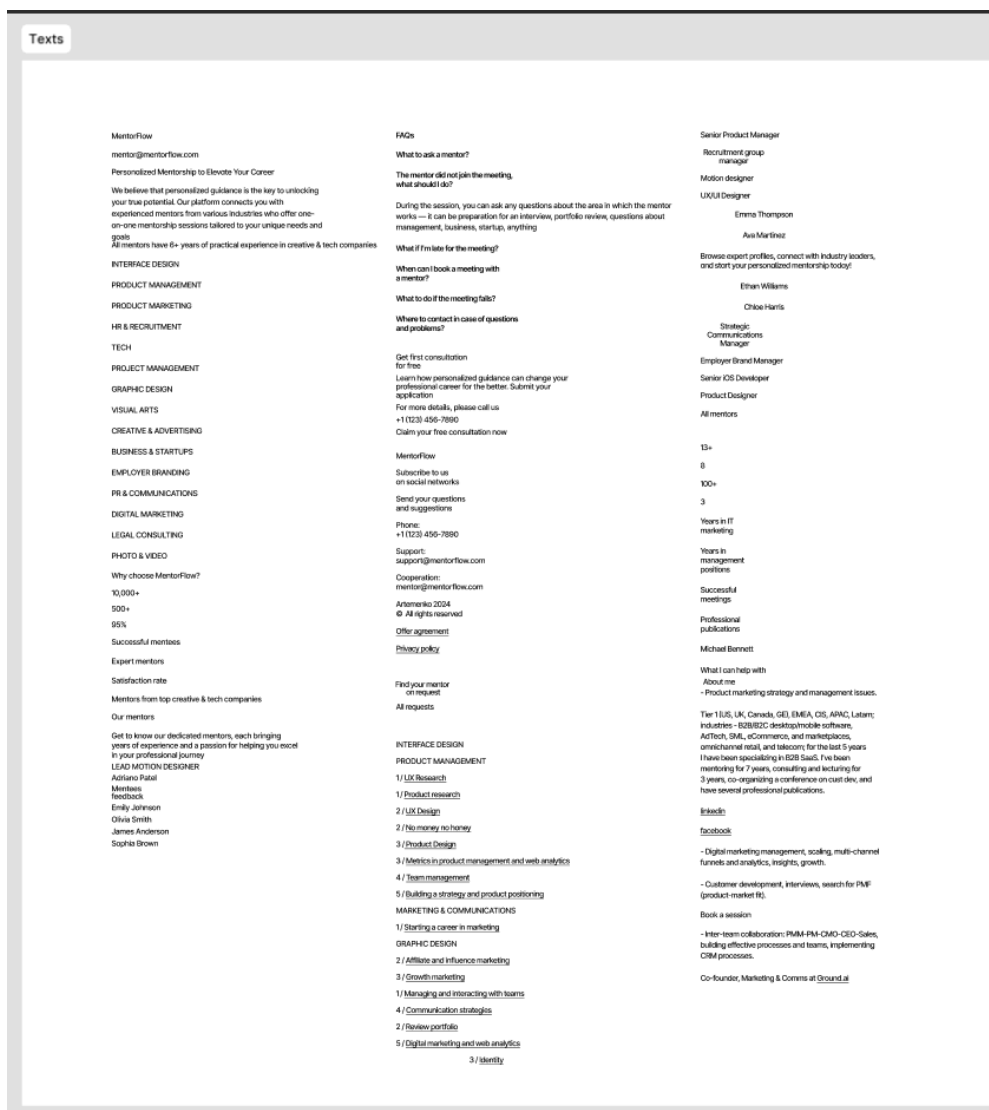 Texts
MentorFlow
mentor@mentorflow.com
Personalized Mentorship to Elevate Your Career
We believe that personalized guidance is the key to unlocking
your true potential. Our platform connects you with
experienced mentors from various industries who offer one-
on-one mentorship sessions tailored to your unique needs and
goals
All mentors have 6+ years of practical experience in creative & tech companies
INTERFACE DESIGN
PRODUCT MANAGEMENT
PRODUCT MARKETING
HR & RECRUITMENT
TECH
PROJECT MANAGEMENT
GRAPHIC DESIGN
VISUAL ARTS
CREATIVE & ADVERTISING
BUSINESS & STARTUPS
EMPLOYER BRANDING
PR & COMMUNICATIONS
DIGITAL MARKETING
LEGAL CONSULTING
PHOTO & VIDEO
Why choose MentorFlow?
10,000+
500+
95%
Successful mentees
Expert mentors
Satisfaction rate
Mentors from top creative & tech companies
Our mentors
Get to know our dedicated mentors, each bringing
years of experience and a passion for helping you excel
in your professional journey
LEAD MOTION DESIGNER
Adriano Patel
Mentees
feedback
Emily Johnson
Olivia Smith
James Anderson
Sophia Brown
FAQs
What to ask a mentor?
The mentor did not join the meeting,
what should I do?
During the session, you can ask any questions about the area in which the mentor
works — it can be preparation for an interview, portfolio review, questions about
management, business, startup, anything
What if I'm late for the meeting?
When can I book a meeting with
a mentor?
What to do if the meeting fails?
Where to contact in case of questions
and problems?
Get first consultation
for free
Learn how personalized guidance can change your
professional career for the better. Submit your
application
For more details, please call us
+1 (123) 456-7890
Claim your free consultation now
MentorFlow
Subscribe to us
on social networks
Send your questions
and suggestions
Phone:
+1 (123) 456-7890
Support:
support@mentorflow.com
Cooperation:
mentor@mentorflow.com
Artemenko 2024
© All rights reserved
Offer agreement
Privacy policy
Find your mentor
on request
All requests
INTERFACE DESIGN
PRODUCT MANAGEMENT
1 / UX Research
1 / Product research
2 / UX Design
2 / No money no honey
3 / Product Design
3 / Metrics in product management and web analytics
4 / Team management
5 / Building a strategy and product positioning
MARKETING & COMMUNICATIONS
1 / Starting a career in marketing
GRAPHIC DESIGN
2 / Affiliate and influence marketing
3 / Growth marketing
1 / Managing and interacting with teams
4 / Communication strategies
2 / Review portfolio
5 / Digital marketing and web analytics
3 / Identity
Senior Product Manager
Recruitment group
manager
Motion designer
UX/UI Designer
Emma Thompson
Ava Martinez
Browse expert profiles, connect with industry leaders,
and start your personalized mentorship today!
Ethan Williams
Chloe Harris
Strategic
Communications
Manager
Employer Brand Manager
Senior iOS Developer
Product Designer
All mentors
13+
8
100+
3
Years in IT
marketing
Years in
management
positions
Successful
meetings
Professional
publications
Michael Bennett
What I can help with
About me
- Product marketing strategy and management issues.
Tier 1 (US, UK, Canada, GE), EMEA, CIS, APAC, Latam;
industries - B2B/B2C desktop/mobile software,
AdTech, SML, eCommerce, and marketplaces,
omnichannel retail, and telecom; for the last 5 years
I have been specializing in B2B SaaS. I've been
mentoring for 7 years, consulting and lecturing for
3 years, co-organizing a conference on cust dev, and
have several professional publications.
linkedin
facebook
- Digital marketing management, scaling, multi-channel
funnels and analytics, insights, growth.
- Customer development, interviews, search for PMF
(product-market fit).
Book a session
- Inter-team collaboration: PMM-PM-CMO-CEO-Sales,
building effective processes and teams, implementing
CRM processes.
Co-founder, Marketing & Comms at Ground.ai